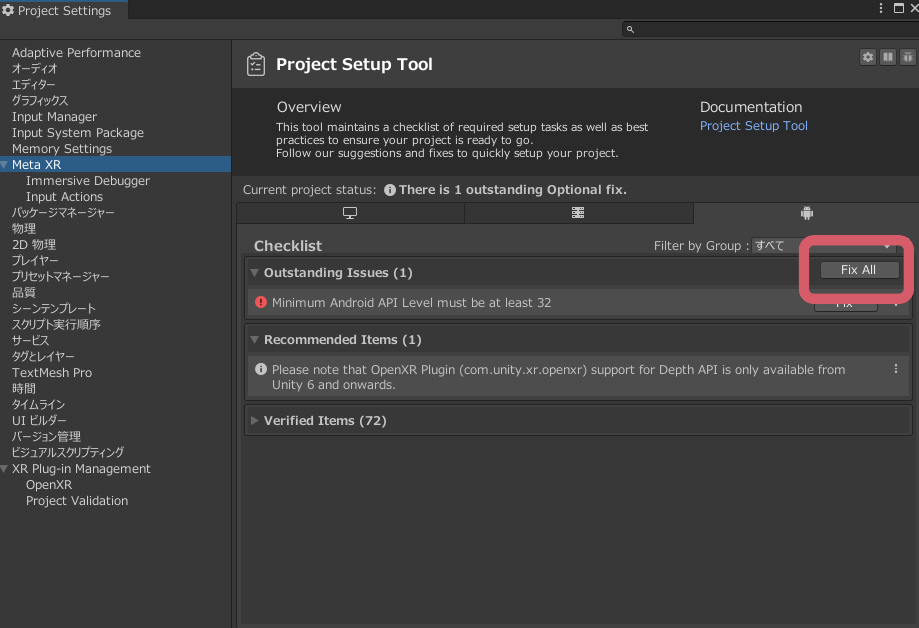 Project Settings
Adaptive Performance
オーディオ
エディター
グラフィックス
Input Manager
Input System Package
Memory Settings
Meta XR
Immersive Debugger
Input Actions
パッケージマネージャー
物理
2D 物理
プレイヤー
プリセットマネージャー
品質
シーンテンプレート
スクリプト実行順序
サービス
タグとレイヤー
TextMesh Pro
時間
タイムライン
UI ビルダー
バージョン管理
ビジュアルスクリプティング
XR Plug-in Management
OpenXR
Project Validation
Project Setup Tool
Overview
This tool maintains a checklist of required setup tasks as well as best
practices to ensure your project is ready to go.
Follow our suggestions and fixes to quickly setup your project.
Documentation
Project Setup Tool
Current project status: There is 1 outstanding Optional fix.
Checklist
Filter by Group : すべて
Outstanding Issues (1)
Fix All
Minimum Android API Level must be at least 32
Fix
Recommended Items (1)
Please note that OpenXR Plugin (com.unity.xr.openxr) support for Depth API is only available from
Unity 6 and onwards.
Verified Items (72)